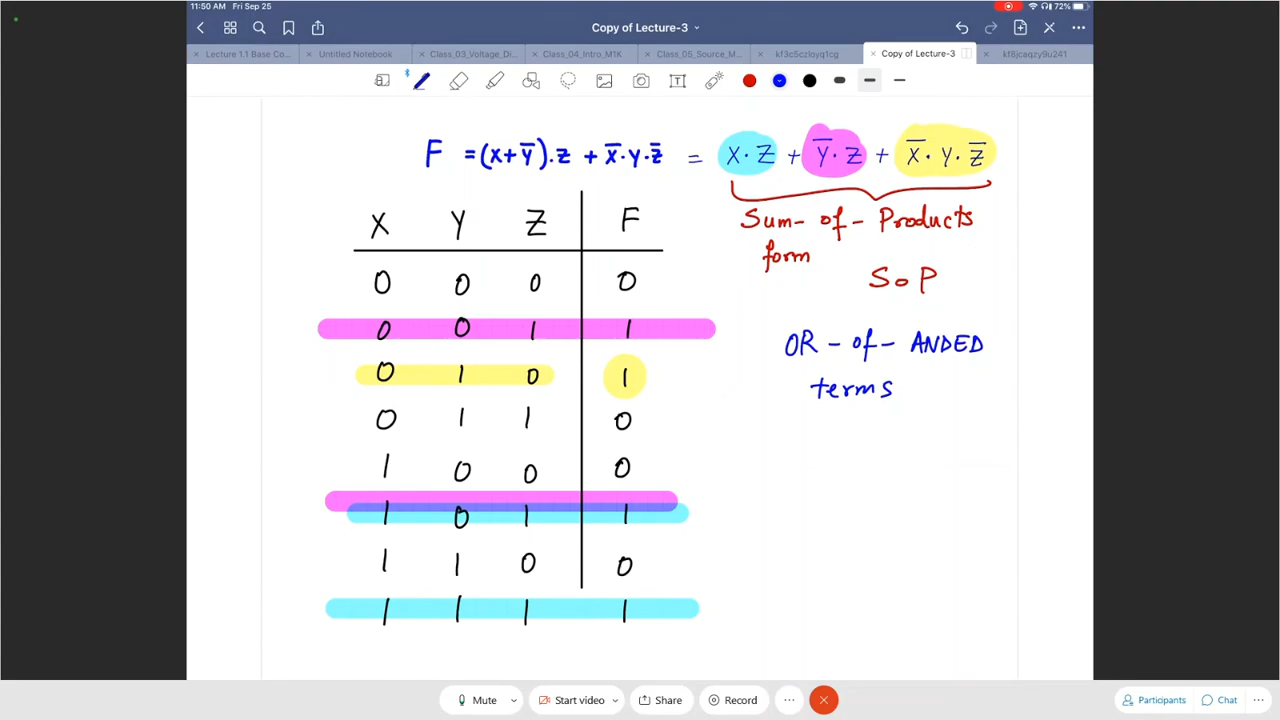 11:50 AM Fri Sep 25
72%
Copy of Lecture-3
Lecture 1.1 Base Co...
Untitled Notebook
Class_03_Voltage_Di...
Class_04_Intro_M1K
Class_05_Source_M...
kf3c5czloyq1cg
Copy of Lecture-3
kf8jcaqzy9u241
F = (X+Y̅).Z + X̅.Y.Z̅ = X.Z + Y̅.Z + X̅.Y.Z̅
Sum-of-Products
form
SoP
OR-of-ANDED
terms
X Y Z F
0 0 0 0
0 0 1 1
0 1 0 1
0 1 1 0
1 0 0 0
1 0 1 1
1 1 0 0
1 1 1 1
Mute
Start video
Share
Record
Participants
Chat